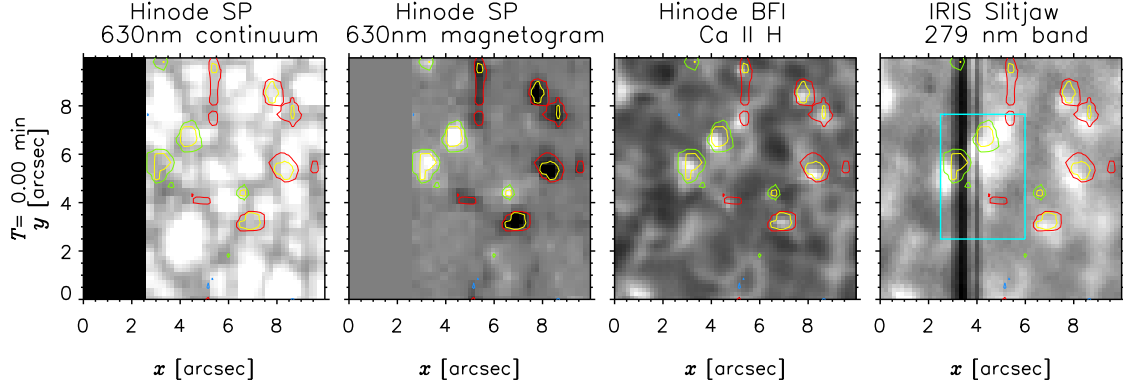 Hinode SP
630nm continuum
Hinode SP
630nm magnetogram
Hinode BFI
Ca II H
IRIS Slitjaw
279 nm band
T= 0.00 min
y [arcsec]
8
6
4
2
0
0 2 4 6 8
0 2 4 6 8
0 2 4 6 8
0 2 4 6 8
x [arcsec]
x [arcsec]
x [arcsec]
x [arcsec]